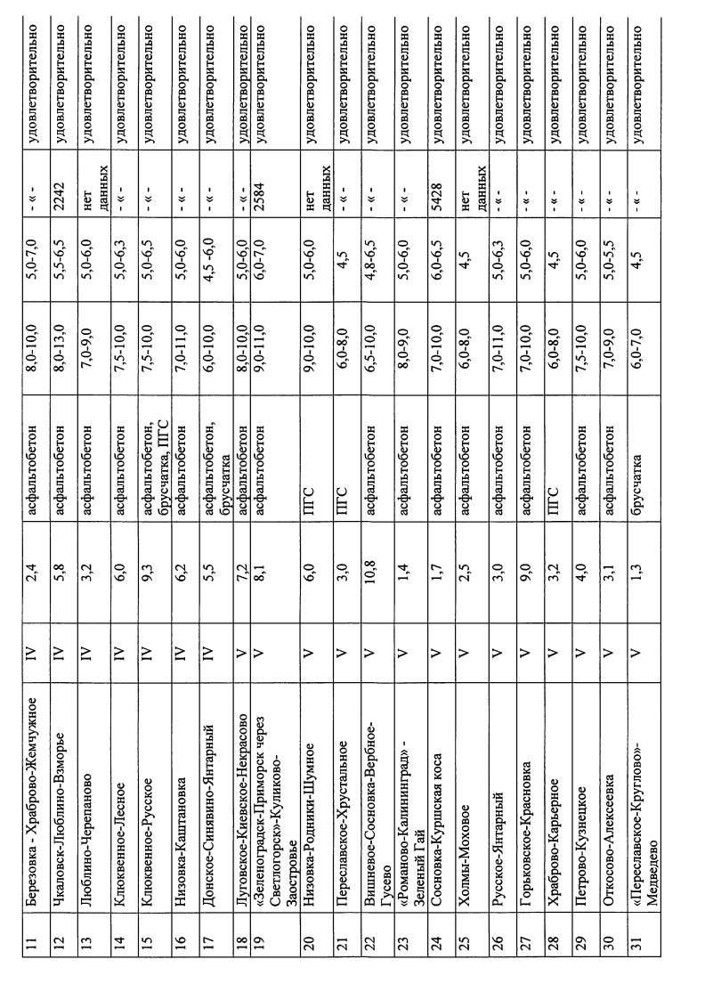 11 Березовка - Храброво-Жемчужное IV 2,4 асфальтобетон 8,0-10,0 5,0-7,0 - « - удовлетворительно
12 Чкаловск-Люблино-Взморье IV 5,8 асфальтобетон 8,0-13,0 5,5-6,5 2242 удовлетворительно
13 Люблино-Черепаново IV 3,2 асфальтобетон 7,0-9,0 5,0-6,0 нет удовлетворительно
данных
14 Клюквенное-Лесное IV 6,0 асфальтобетон 7,5-10,0 5,0-6,3 - « - удовлетворительно
15 Клюквенное-Русское IV 9,3 асфальтобетон, 7,5-10,0 5,0-6,5 - « - удовлетворительно
брусчатка, ПГС
16 Низовка-Каштановка IV 6,2 асфальтобетон 7,0-11,0 5,0-6,0 - « - удовлетворительно
17 Донское-Синявино-Янтарный IV 5,5 асфальтобетон, 6,0-10,0 4,5 -6,0 - « - удовлетворительно
брусчатка
18 Луговское-Киевское-Некрасово V 7,2 асфальтобетон 8,0-10,0 5,0-6,0 - « - удовлетворительно
19 «Зеленоградск-Приморск через V 8,1 асфальтобетон 9,0-11,0 6,0-7,0 2584 удовлетворительно
Светлогорск»-Куликово-
Заостровье
20 Низовка-Родники-Шумное V 6,0 ПГС 9,0-10,0 5,0-6,0 нет удовлетворительно
данных
21 Переславское-Хрустальное V 3,0 ПГС 6,0-8,0 4,5 - « - удовлетворительно
22 Вишневое-Сосновка-Вербное- V 10,8 асфальтобетон 6,5-10,0 4,8-6,5 - « - удовлетворительно
Гусево
23 «Романово-Калининград» - V 1,4 асфальтобетон 8,0-9,0 5,0-6,0 - « - удовлетворительно
Зеленый Гай
24 Сосновка-Куршская коса V 1,7 асфальтобетон 7,0-10,0 6,0-6,5 5428 удовлетворительно
25 Холмы-Моховое V 2,5 асфальтобетон 6,0-8,0 4,5 нет удовлетворительно
данных
26 Русское-Янтарный V 3,0 асфальтобетон 7,0-11,0 5,0-6,3 - « - удовлетворительно
27 Горьковское-Красновка V 9,0 асфальтобетон 7,0-10,0 5,0-6,0 - « - удовлетворительно
28 Храброво-Карьерное V 3,2 ПГС 6,0-8,0 4,5 - « - удовлетворительно
29 Петрово-Кузнецкое V 4,0 асфальтобетон 7,5-10,0 5,0-6,0 - « - удовлетворительно
30 Откосово-Алексеевка V 3,1 асфальтобетон 7,0-9,0 5,0-5,5 - « - удовлетворительно
31 «Переславское-Круглово»- V 1,3 брусчатка 6,0-7,0 4,5 - « - удовлетворительно
Медведево